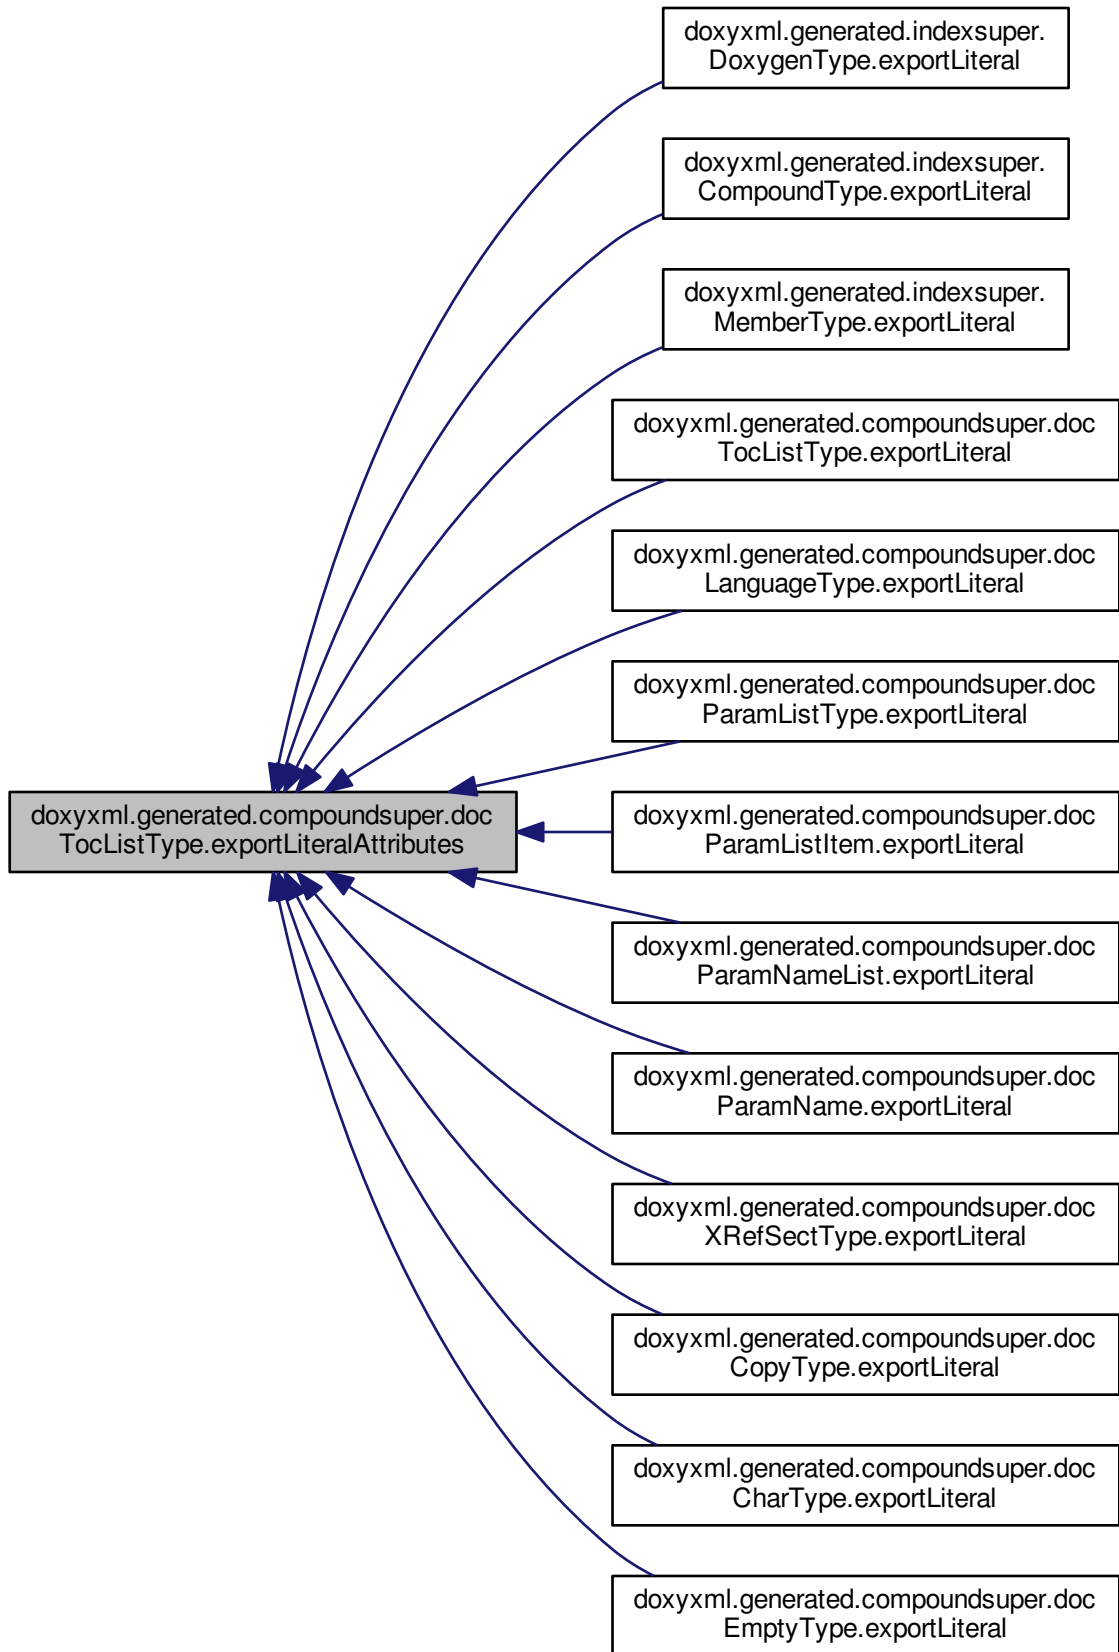 doxyxml.generated.indexsuper.
DoxygenType.exportLiteral
doxyxml.generated.indexsuper.
CompoundType.exportLiteral
doxyxml.generated.indexsuper.
MemberType.exportLiteral
doxyxml.generated.compoundsuper.doc
TocListType.exportLiteral
doxyxml.generated.compoundsuper.doc
LanguageType.exportLiteral
doxyxml.generated.compoundsuper.doc
ParamListType.exportLiteral
doxyxml.generated.compoundsuper.doc
TocListType.exportLiteralAttributes
doxyxml.generated.compoundsuper.doc
ParamListItem.exportLiteral
doxyxml.generated.compoundsuper.doc
ParamNameList.exportLiteral
doxyxml.generated.compoundsuper.doc
ParamName.exportLiteral
doxyxml.generated.compoundsuper.doc
XRefSectType.exportLiteral
doxyxml.generated.compoundsuper.doc
CopyType.exportLiteral
doxyxml.generated.compoundsuper.doc
CharType.exportLiteral
doxyxml.generated.compoundsuper.doc
EmptyType.exportLiteral